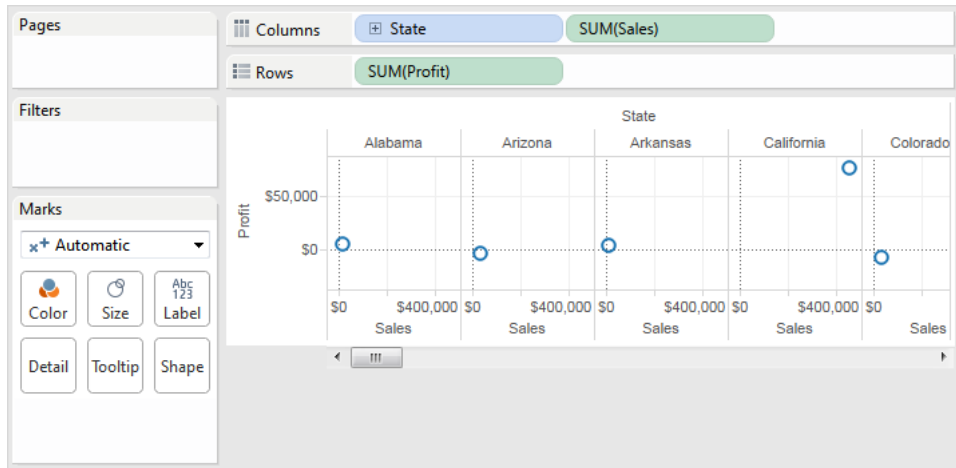 Pages
Columns
State
SUM(Sales)
Rows
SUM(Profit)
Filters
Marks
Automatic
Color
Size
Abc
123
Label
Detail
Tooltip
Shape
State
Alabama Arizona Arkansas California Colorado
Profit
$50,000
$0
$0 $400,000 $0 $400,000 $0 $400,000 $0 $400,000 $0
Sales Sales Sales Sales Sales